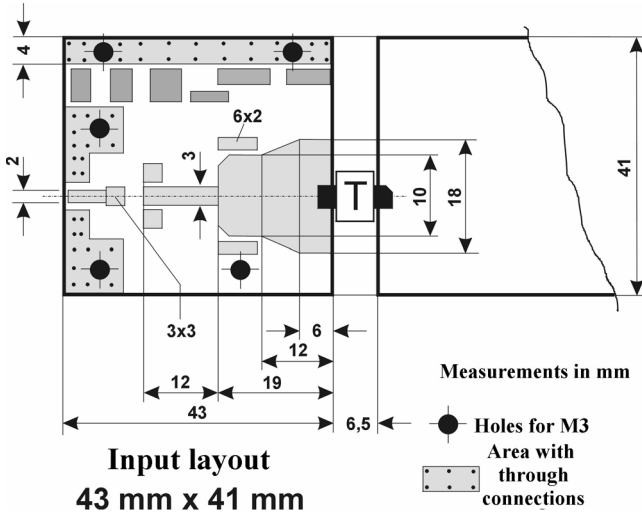 4
6x2
2
3
T
10
18
41
3x3
6
12
12
19
43
6,5
Measurements in mm
Holes for M3
Area with
through
connections
Input layout
43 mm x 41 mm